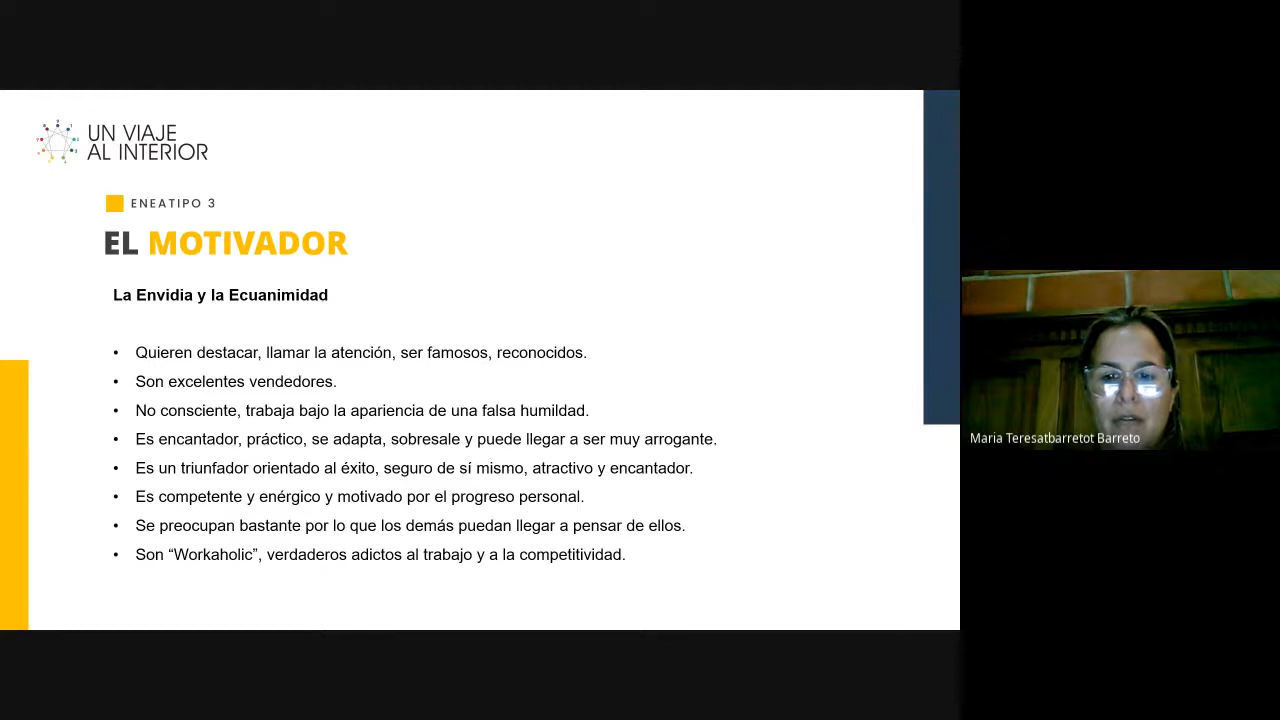 UN VIAJE
AL INTERIOR
ENEATIPO 3
EL MOTIVADOR
La Envidia y la Ecuanimidad
• Quieren destacar, llamar la atención, ser famosos, reconocidos.
• Son excelentes vendedores.
• No consciente, trabaja bajo la apariencia de una falsa humildad.
• Es encantador, práctico, se adapta, sobresale y puede llegar a ser muy arrogante.
• Es un triunfador orientado al éxito, seguro de sí mismo, atractivo y encantador.
• Es competente y enérgico y motivado por el progreso personal.
• Se preocupan bastante por lo que los demás puedan llegar a pensar de ellos.
• Son “Workaholic”, verdaderos adictos al trabajo y a la competitividad.
Maria Teresatbarretot Barreto